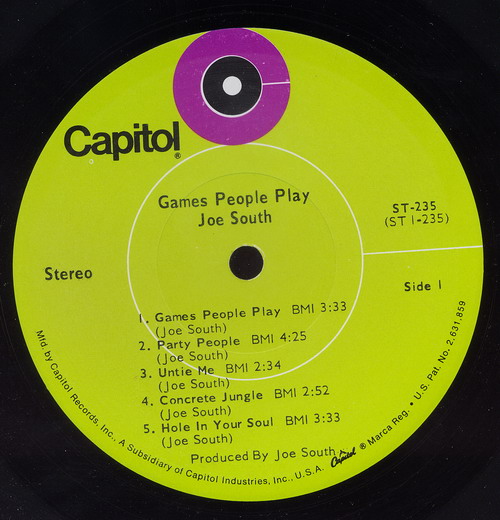 Capitol®
Games People Play
Joe South
ST-235
(ST 1-235)
Stereo
Side 1
1. Games People Play BMI 3:33
(Joe South)
2. Party People BMI 4:25
(Joe South)
3. Untie Me BMI 2:34
(Joe South)
4. Concrete Jungle BMI 2:52
(Joe South)
5. Hole In Your Soul BMI 3:33
(Joe South)
Produced By Joe South
Mfd. by Capitol Records, Inc., A Subsidiary of Capitol Industries, Inc., U.S.A. Capitol ® Marca Reg. • U.S. Pat. No. 2,631,859